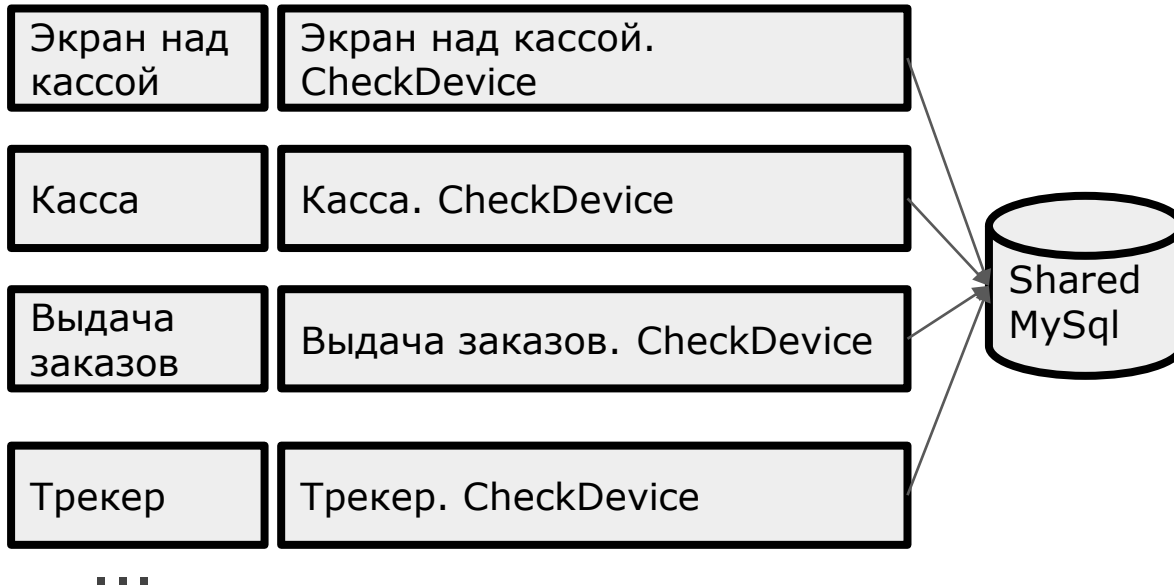 Экран над
кассой
Экран над кассой.
CheckDevice
Касса
Касса. CheckDevice
Shared
MySql
Выдача
заказов
Выдача заказов. CheckDevice
Трекер
Трекер. CheckDevice
...